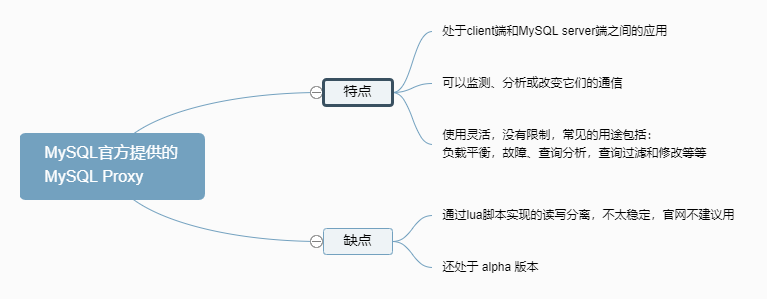 MySQL官方提供的
MySQL Proxy
特点
处于client端和MySQL server端之间的应用
可以监测、分析或改变它们的通信
使用灵活，没有限制，常见的用途包括：
负载平衡，故障、查询分析，查询过滤和修改等等
缺点
通过lua脚本实现的读写分离，不太稳定，官网不建议用
还处于 alpha 版本